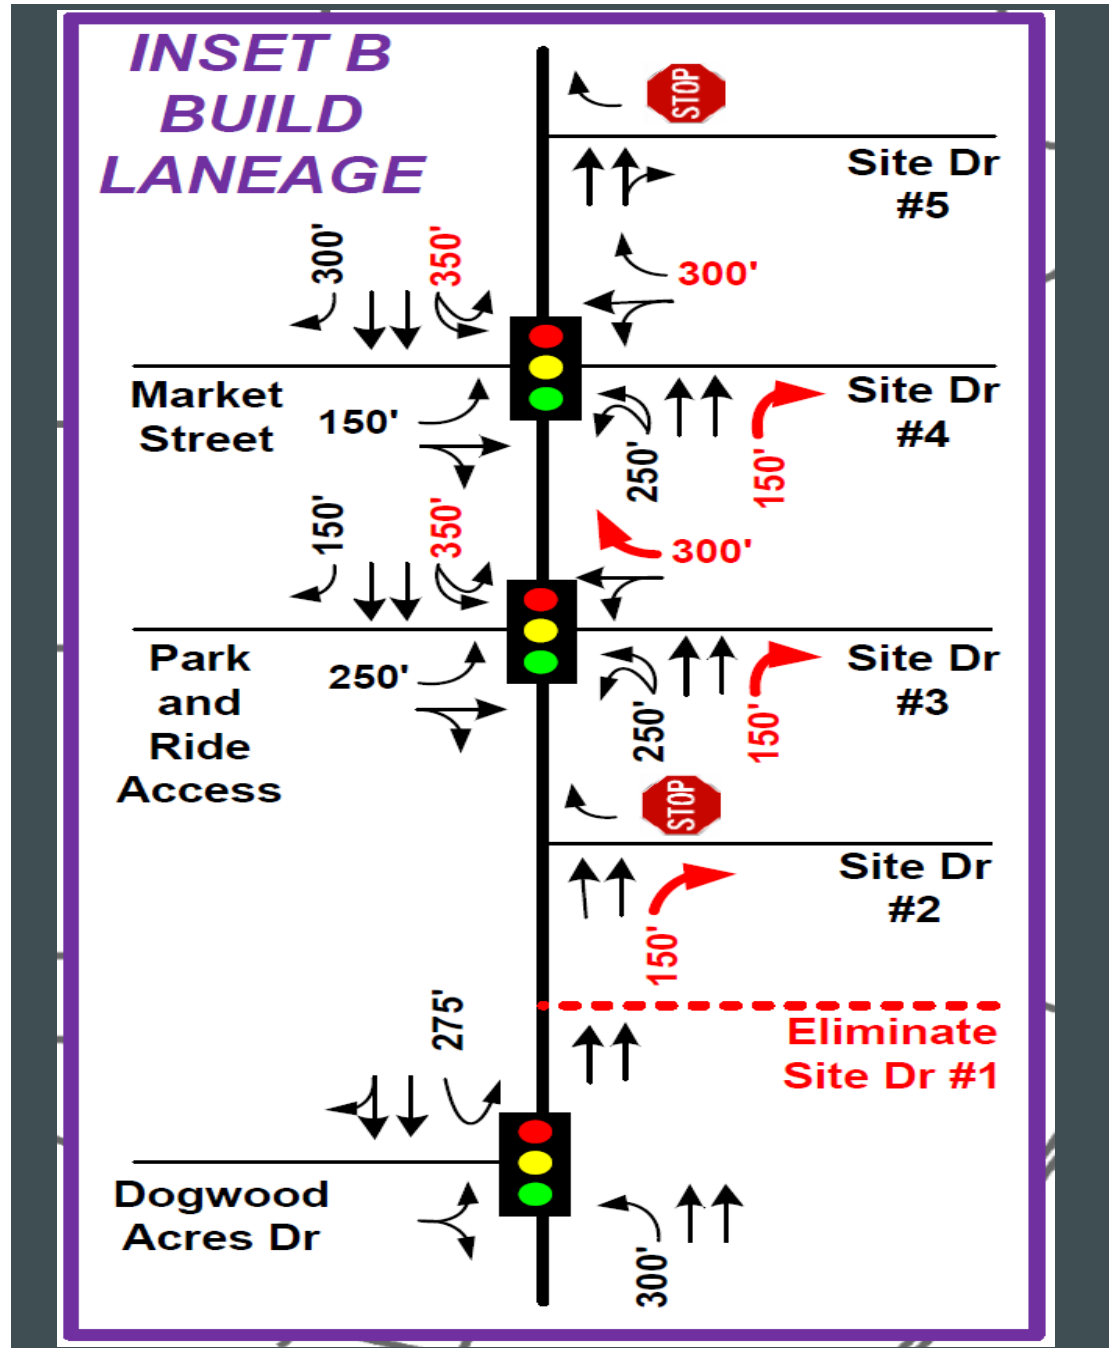 INSET B
BUILD
LANEAGE
STOP
Site Dr
#5
300'
350'
300'
Market
Street
150'
250'
150'
Site Dr
#4
150'
350'
300'
Park
and
Ride
Access
250'
250'
150'
Site Dr
#3
STOP
Site Dr
#2
150'
Eliminate
Site Dr #1
275'
Dogwood
Acres Dr
300'